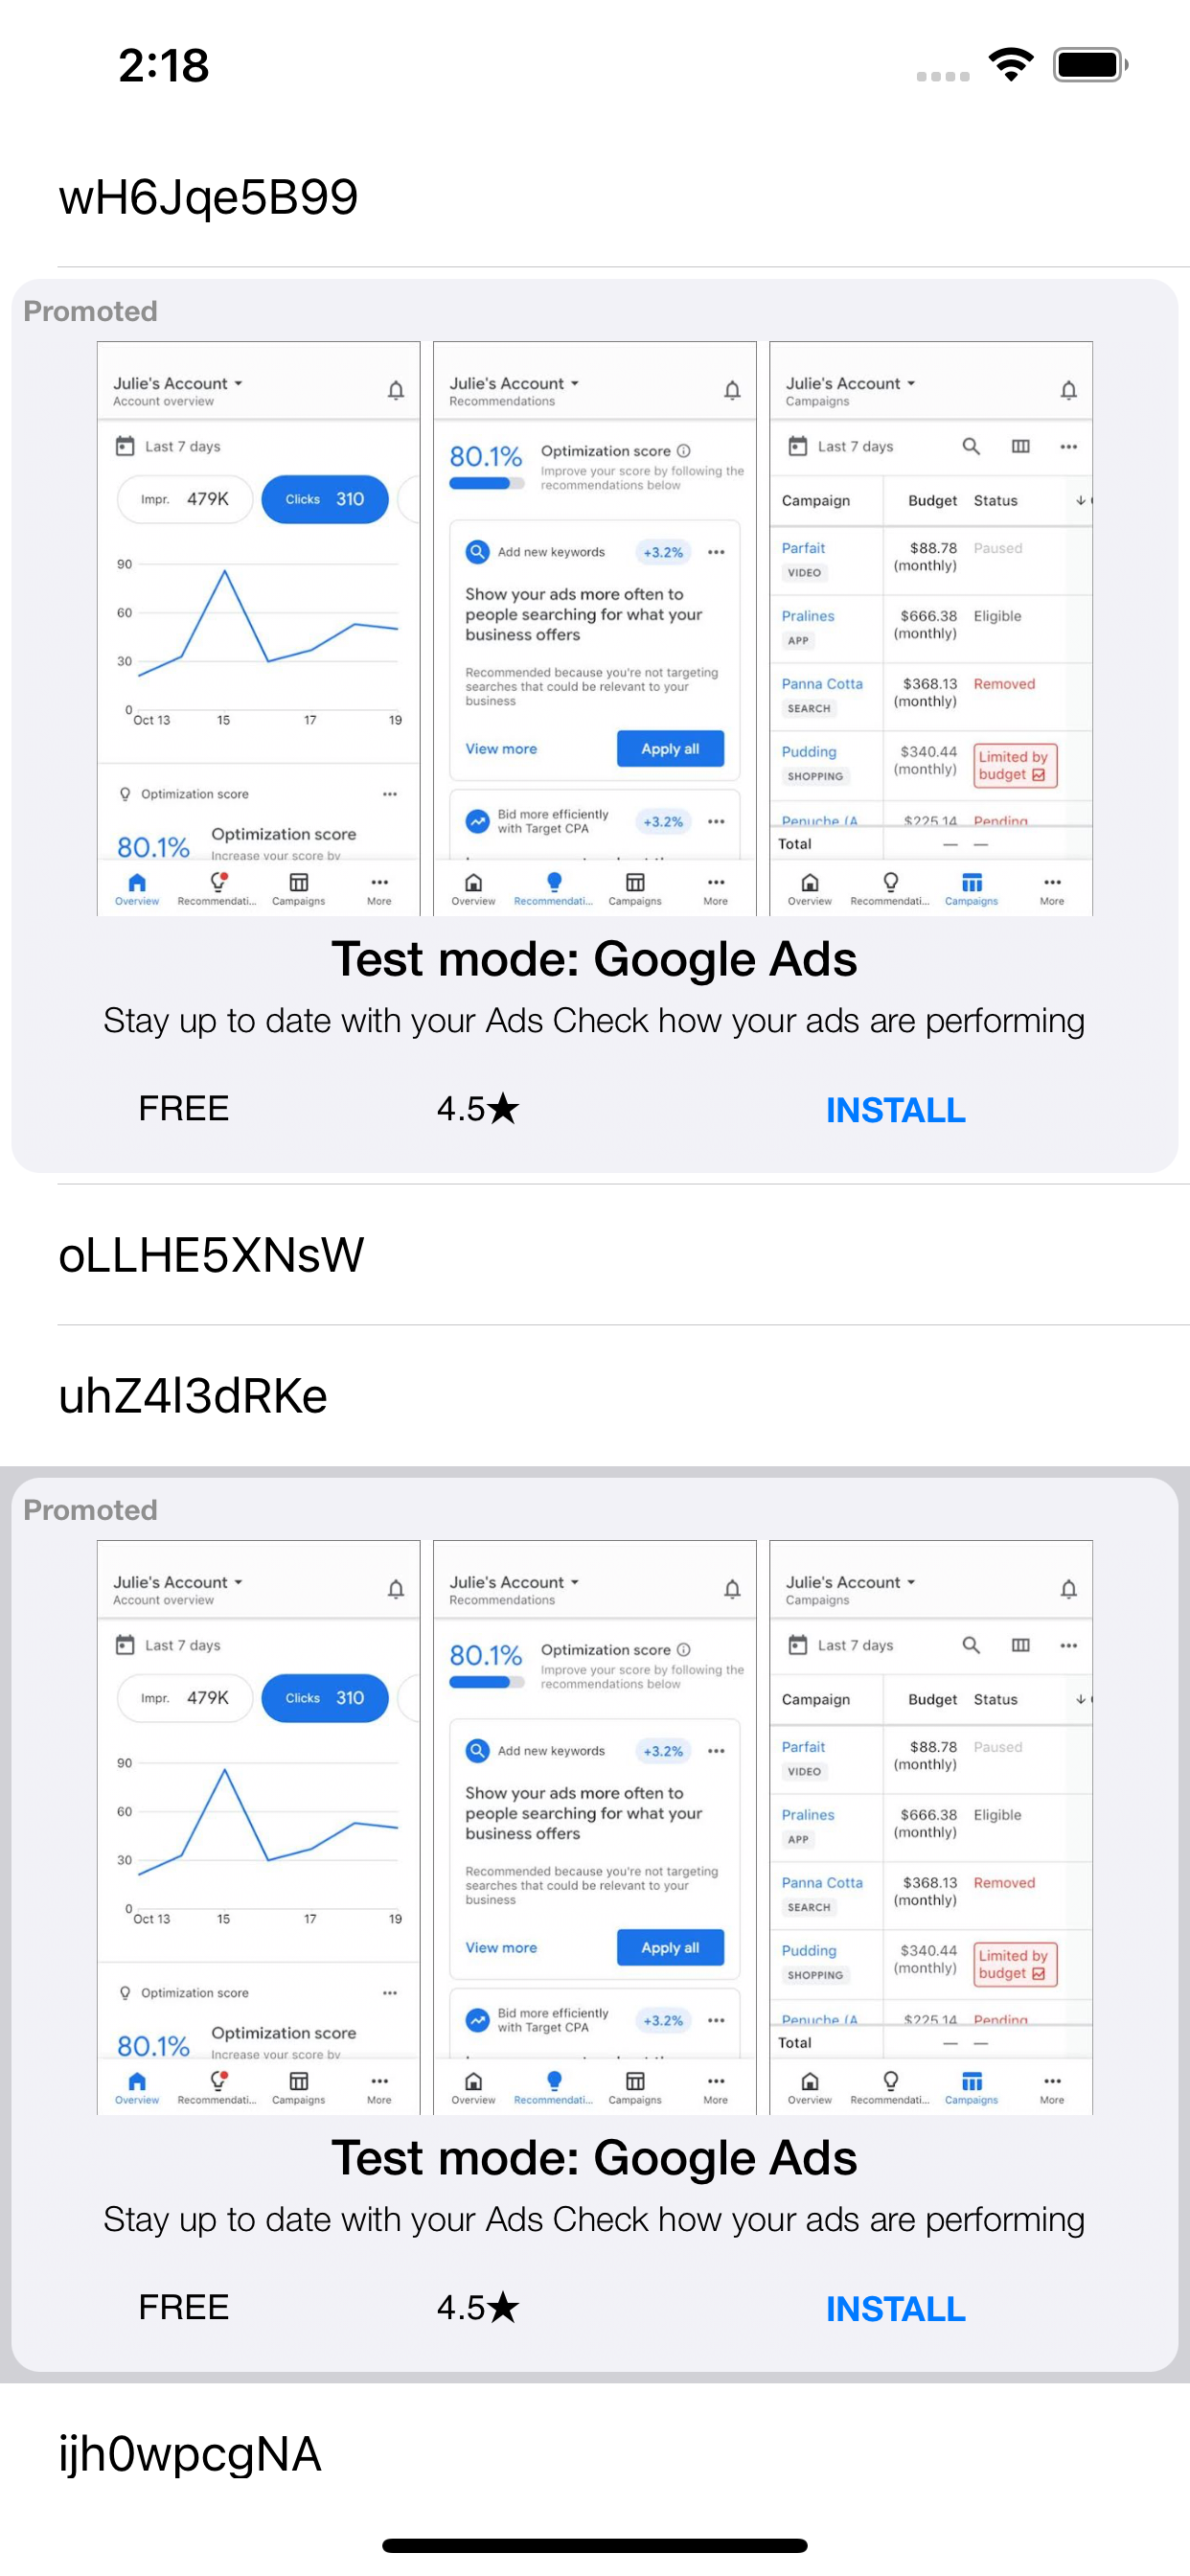 2:18
wH6Jqe5B99
Promoted
Julie's Account
Account overview
Last 7 days
Impr. 479K Clicks 310
90
60
30
0
Oct 13 15 17 19
Optimization score
80.1% Optimization score
Increase your score by
Overview Recommendati... Campaigns More
Julie's Account
Recommendations
80.1% Optimization score
Improve your score by following the
recommendations below
Add new keywords +3.2%
Show your ads more often to
people searching for what your
business offers
Recommended because you're not targeting
searches that could be relevant to your
business
View more Apply all
Bid more efficiently
with Target CPA +3.2%
Overview Recommendati... Campaigns More
Julie's Account
Campaigns
Last 7 days
Campaign Budget Status
Parfait $88.78 Paused
VIDEO (monthly)
Pralines $666.38 Eligible
APP (monthly)
Panna Cotta $368.13 Removed
SEARCH (monthly)
Pudding $340.44 Limited by
SHOPPING (monthly) budget
Penuche (A $225.14 Pending
Total — —
Overview Recommendati... Campaigns More
Test mode: Google Ads
Stay up to date with your Ads Check how your ads are performing
FREE 4.5★ INSTALL
oLLHE5XNsW
uhZ4l3dRKe
Promoted
Julie's Account
Account overview
Last 7 days
Impr. 479K Clicks 310
90
60
30
0
Oct 13 15 17 19
Optimization score
80.1% Optimization score
Increase your score by
Overview Recommendati... Campaigns More
Julie's Account
Recommendations
80.1% Optimization score
Improve your score by following the
recommendations below
Add new keywords +3.2%
Show your ads more often to
people searching for what your
business offers
Recommended because you're not targeting
searches that could be relevant to your
business
View more Apply all
Bid more efficiently
with Target CPA +3.2%
Overview Recommendati... Campaigns More
Julie's Account
Campaigns
Last 7 days
Campaign Budget Status
Parfait $88.78 Paused
VIDEO (monthly)
Pralines $666.38 Eligible
APP (monthly)
Panna Cotta $368.13 Removed
SEARCH (monthly)
Pudding $340.44 Limited by
SHOPPING (monthly) budget
Penuche (A $225.14 Pending
Total — —
Overview Recommendati... Campaigns More
Test mode: Google Ads
Stay up to date with your Ads Check how your ads are performing
FREE 4.5★ INSTALL
ijh0wpcgNA